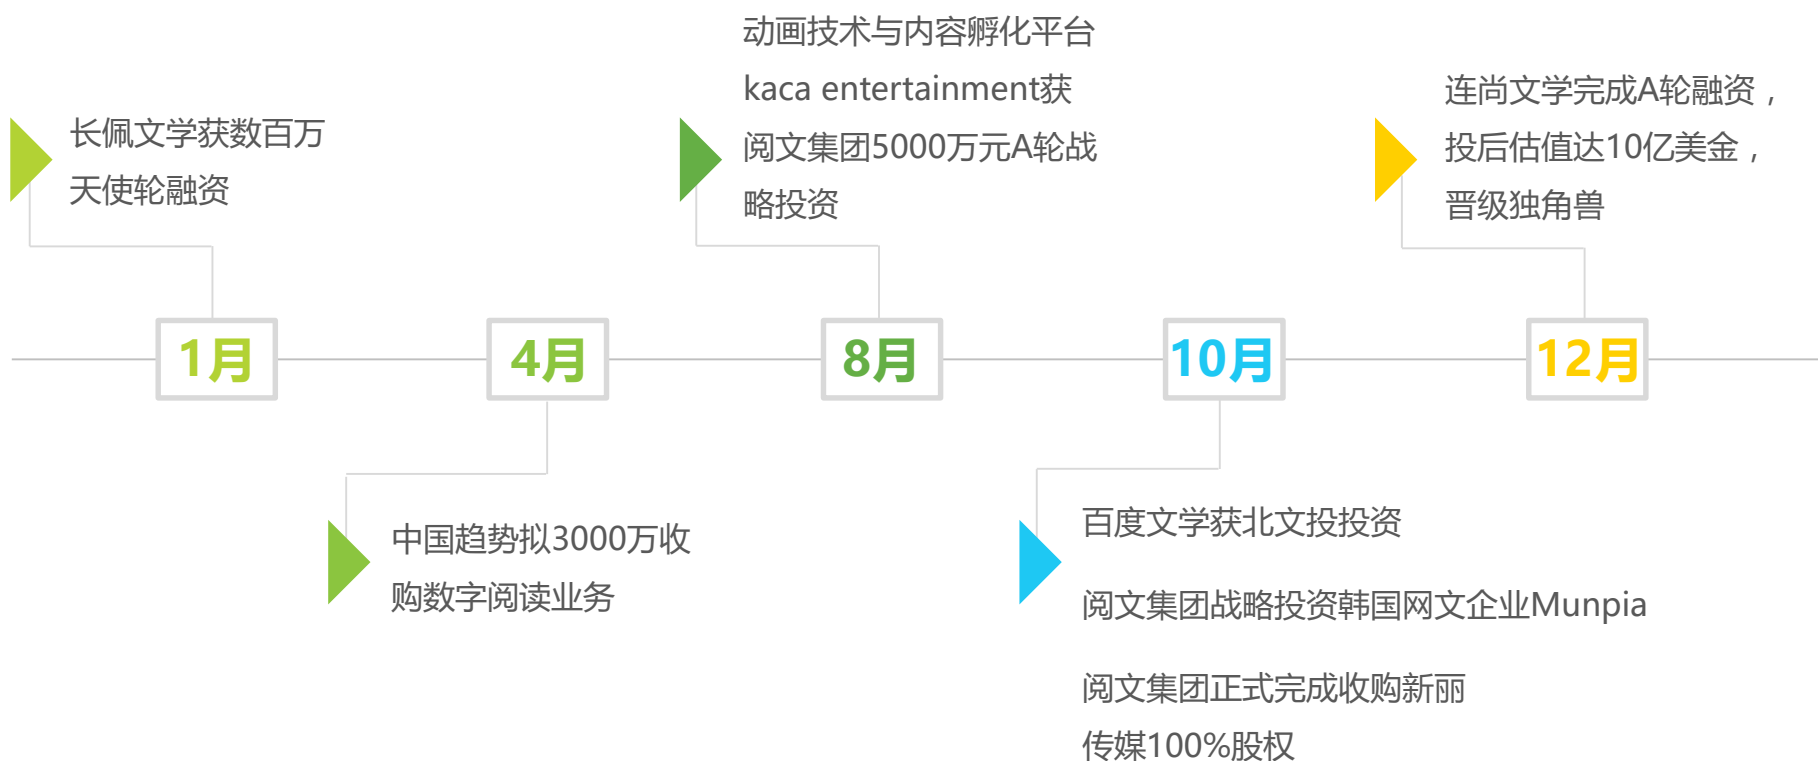 动画技术与内容孵化平台
kaca entertainment获
阅文集团5000万元A轮战
略投资
长佩文学获数百万
天使轮融资
连尚文学完成A轮融资，
投后估值达10亿美金，
晋级独角兽
1月
4月
8月
10月
12月
中国趋势拟3000万收
购数字阅读业务
百度文学获北文投投资
阅文集团战略投资韩国网文企业Munpia
阅文集团正式完成收购新丽
传媒100%股权